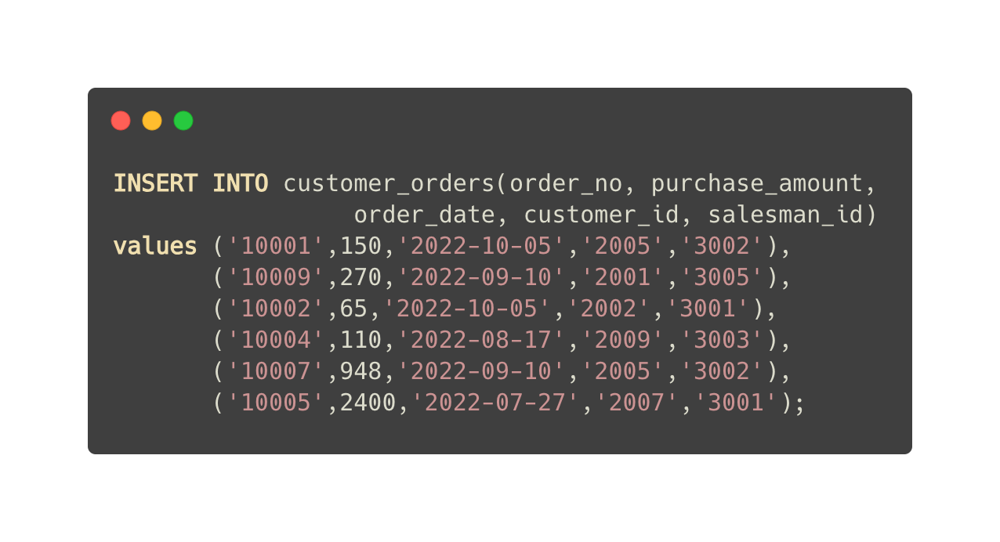 INSERT INTO customer_orders(order_no, purchase_amount,
order_date, customer_id, salesman_id)
values ('10001',150,'2022-10-05','2005','3002'),
('10009',270,'2022-09-10','2001','3005'),
('10002',65,'2022-10-05','2002','3001'),
('10004',110,'2022-08-17','2009','3003'),
('10007',948,'2022-09-10','2005','3002'),
('10005',2400,'2022-07-27','2007','3001');